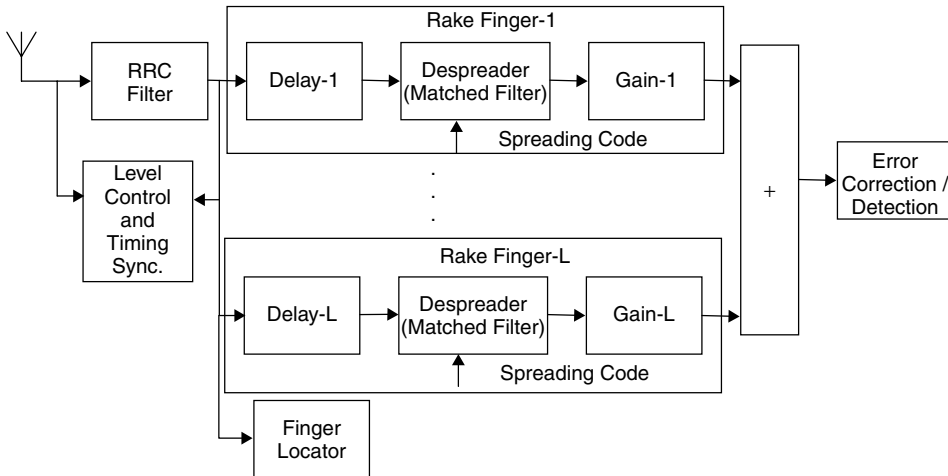 Rake Finger-1
RRC
Filter
Delay-1
Despreader
(Matched Filter)
Gain-1
Spreading Code
Level
Control
and
Timing
Sync.
.
.
.
+
Error
Correction /
Detection
Rake Finger-L
Delay-L
Despreader
(Matched Filter)
Gain-L
Spreading Code
Finger
Locator